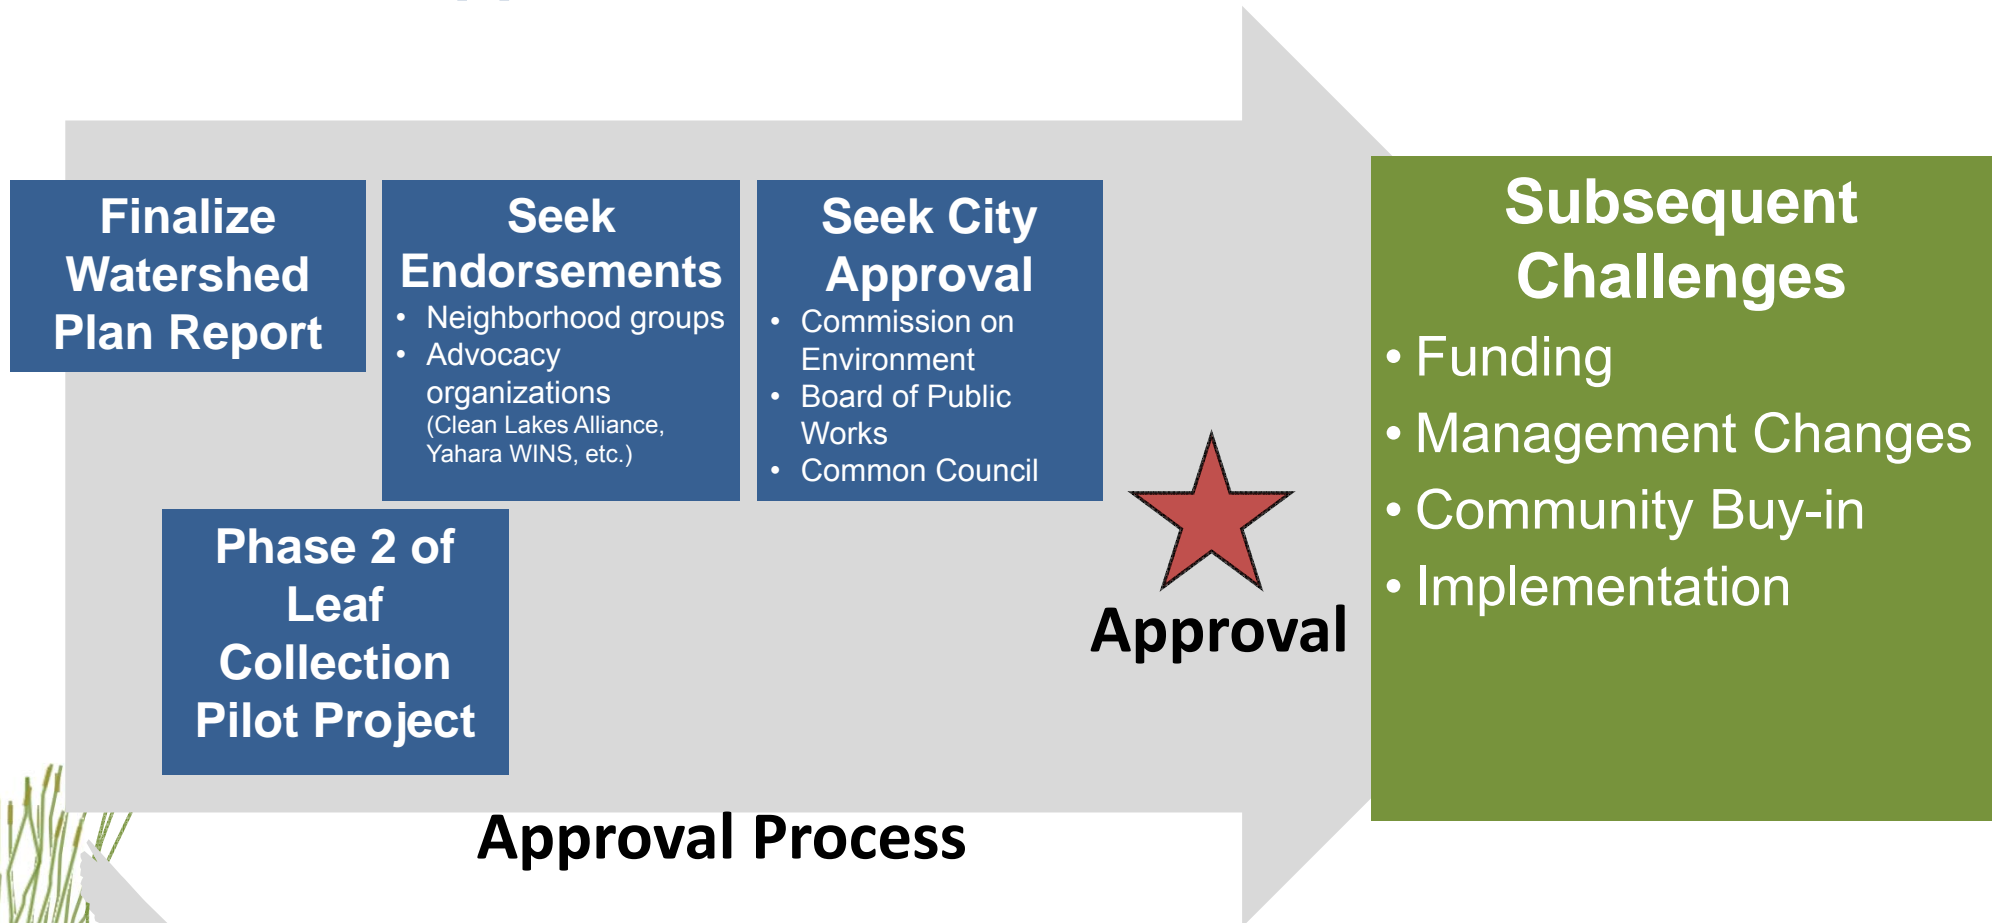 Finalize
Watershed
Plan Report
Seek
Endorsements
• Neighborhood groups
• Advocacy
organizations
(Clean Lakes Alliance,
Yahara WINS, etc.)
Seek City
Approval
• Commission on
Environment
• Board of Public
Works
• Common Council
Phase 2 of
Leaf
Collection
Pilot Project
Approval
Approval Process
Subsequent
Challenges
• Funding
• Management Changes
• Community Buy-in
• Implementation